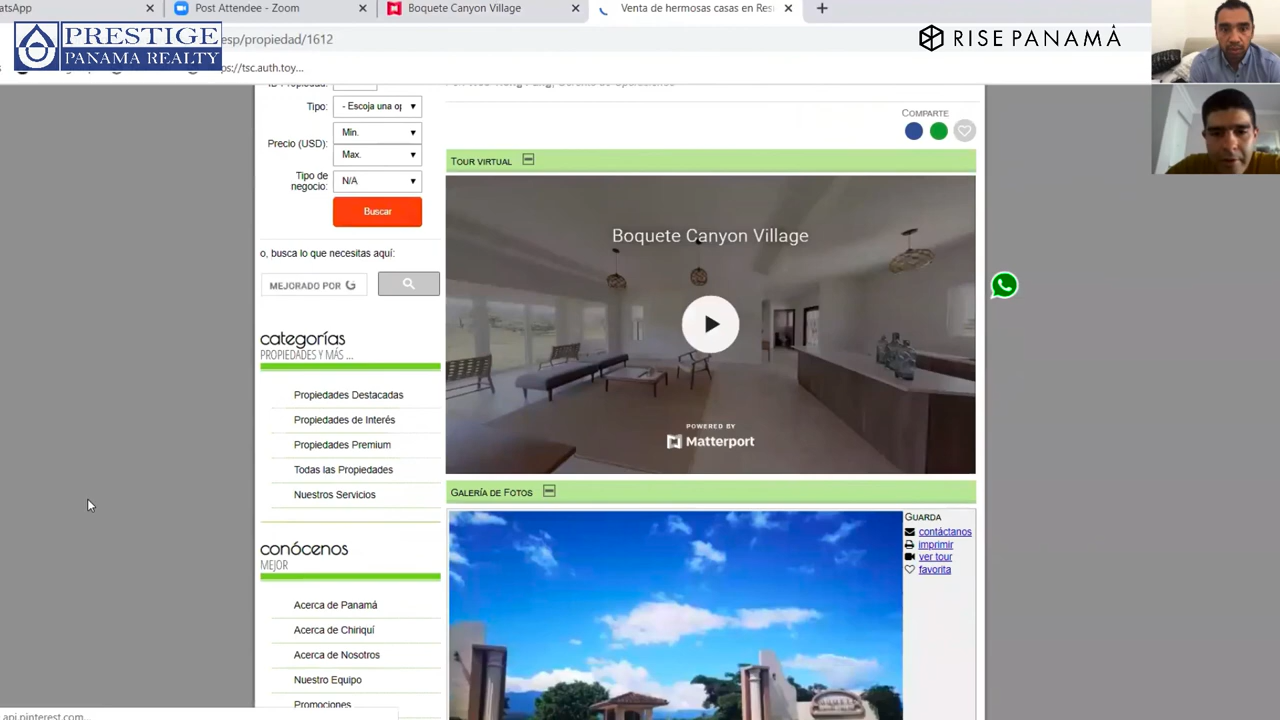 atsApp
Post Attendee - Zoom
Boquete Canyon Village
Venta de hermosas casas en Resi
PRESTIGE
PANAMA REALTY
esp/propiedad/1612
RISE PANAMÁ
https://tsc.auth.toy...
COMPARTE
Tipo:
- Escoja una op
Precio (USD):
Min.
Max.
Tipo de
negocio:
N/A
Buscar
o, busca lo que necesitas aquí:
MEJORADO POR G
categorías
PROPIEDADES Y MÁS ...
Propiedades Destacadas
Propiedades de Interés
Propiedades Premium
Todas las Propiedades
Nuestros Servicios
conócenos
MEJOR
Acerca de Panamá
Acerca de Chiriquí
Acerca de Nosotros
Nuestro Equipo
Promociones
TOUR VIRTUAL
Boquete Canyon Village
POWERED BY
Matterport
GALERÍA DE FOTOS
GUARDA
contáctanos
imprimir
ver tour
favorita
api.pinterest.com...